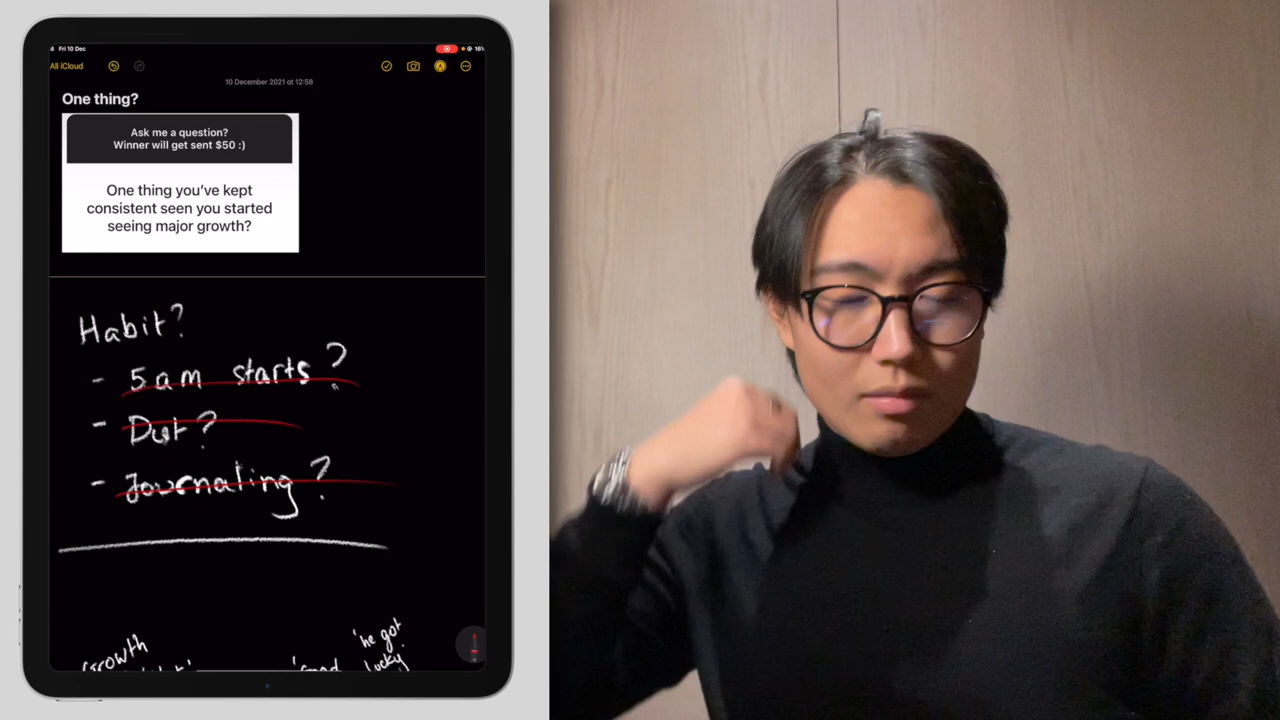 Fri 10 Dec
16%
All iCloud
10 December 2021 at 12:58
One thing?
Ask me a question?
Winner will get sent $50 :)
One thing you've kept
consistent seen you started
seeing major growth?
Habit?
- 5am starts?
- Diet?
- Journaling?
Growth
'he got
lucky'